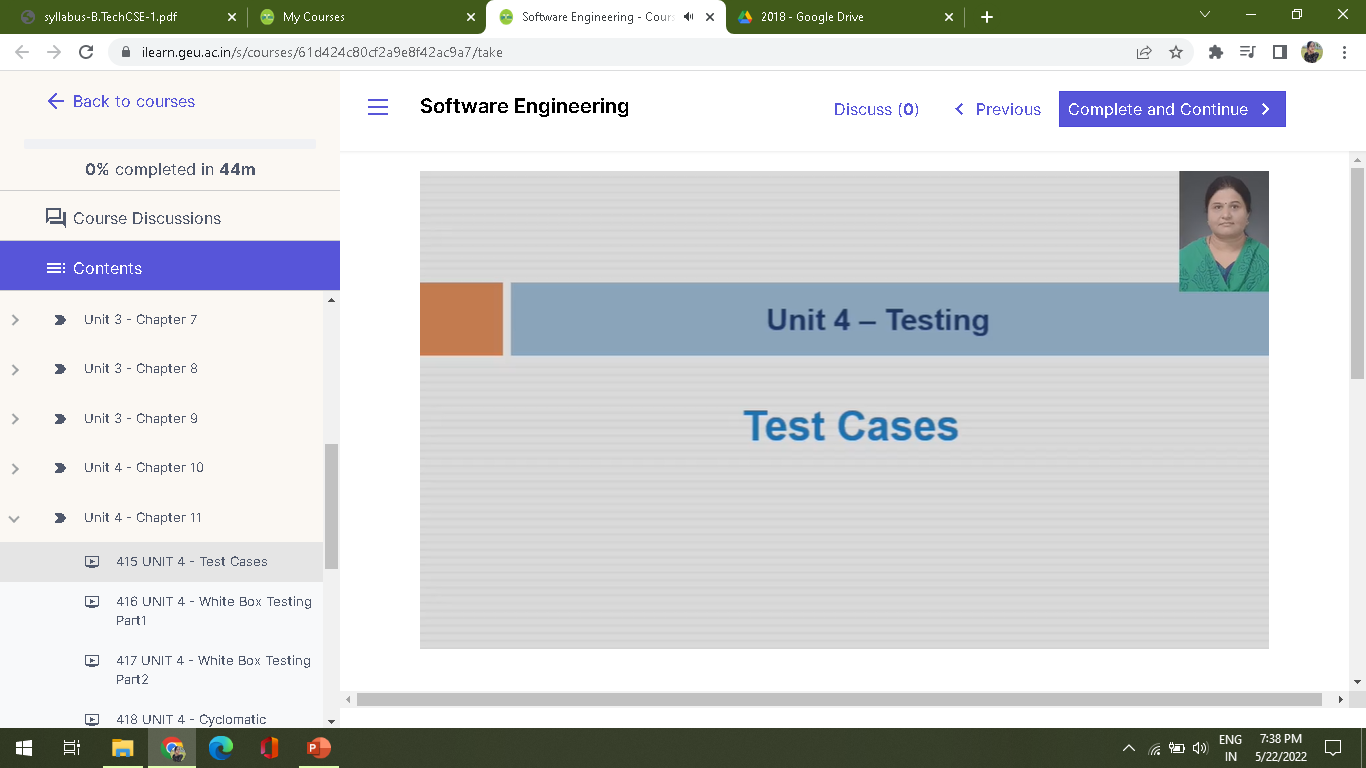 syllabus-B.TechCSE-1.pdf
My Courses
Software Engineering - Cour
2018 - Google Drive
ilearn.geu.ac.in/s/courses/61d424c80cf2a9e8f42ac9a7/take
Back to courses
0% completed in 44m
Course Discussions
Contents
Unit 3 - Chapter 7
Unit 3 - Chapter 8
Unit 3 - Chapter 9
Unit 4 - Chapter 10
Unit 4 - Chapter 11
415 UNIT 4 - Test Cases
416 UNIT 4 - White Box Testing
Part1
417 UNIT 4 - White Box Testing
Part2
418 UNIT 4 - Cyclomatic
Software Engineering
Discuss (0)
Previous
Complete and Continue
Unit 4 – Testing
Test Cases
ENG
IN
7:38 PM
5/22/2022